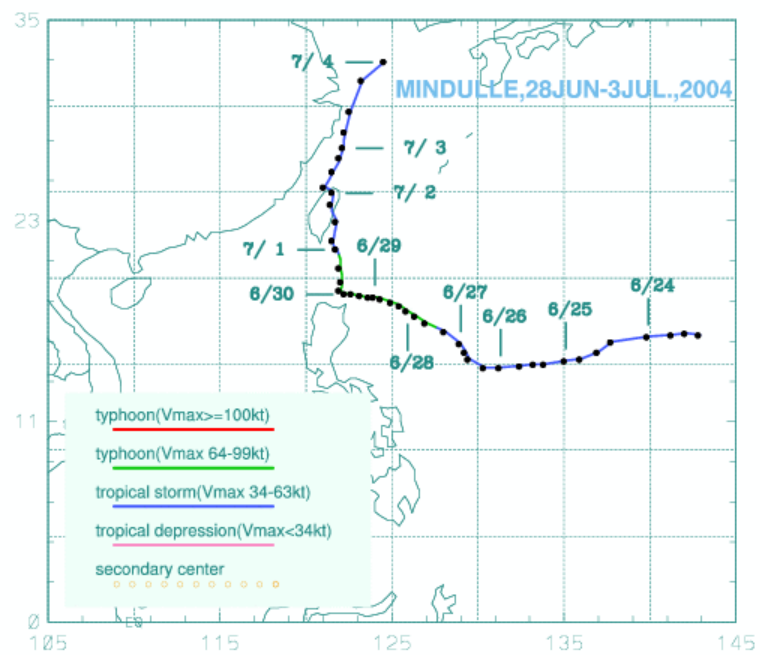 35
7/ 4
MINDULLE,28JUN-3JUL.,2004
7/ 3
7/ 2
23
7/ 1
6/29
6/30
6/27
6/24
6/26
6/25
6/28
11
typhoon(Vmax>=100kt)
typhoon(Vmax 64-99kt)
tropical storm(Vmax 34-63kt)
tropical depression(Vmax<34kt)
secondary center
0
EQ
105
115
125
135
145